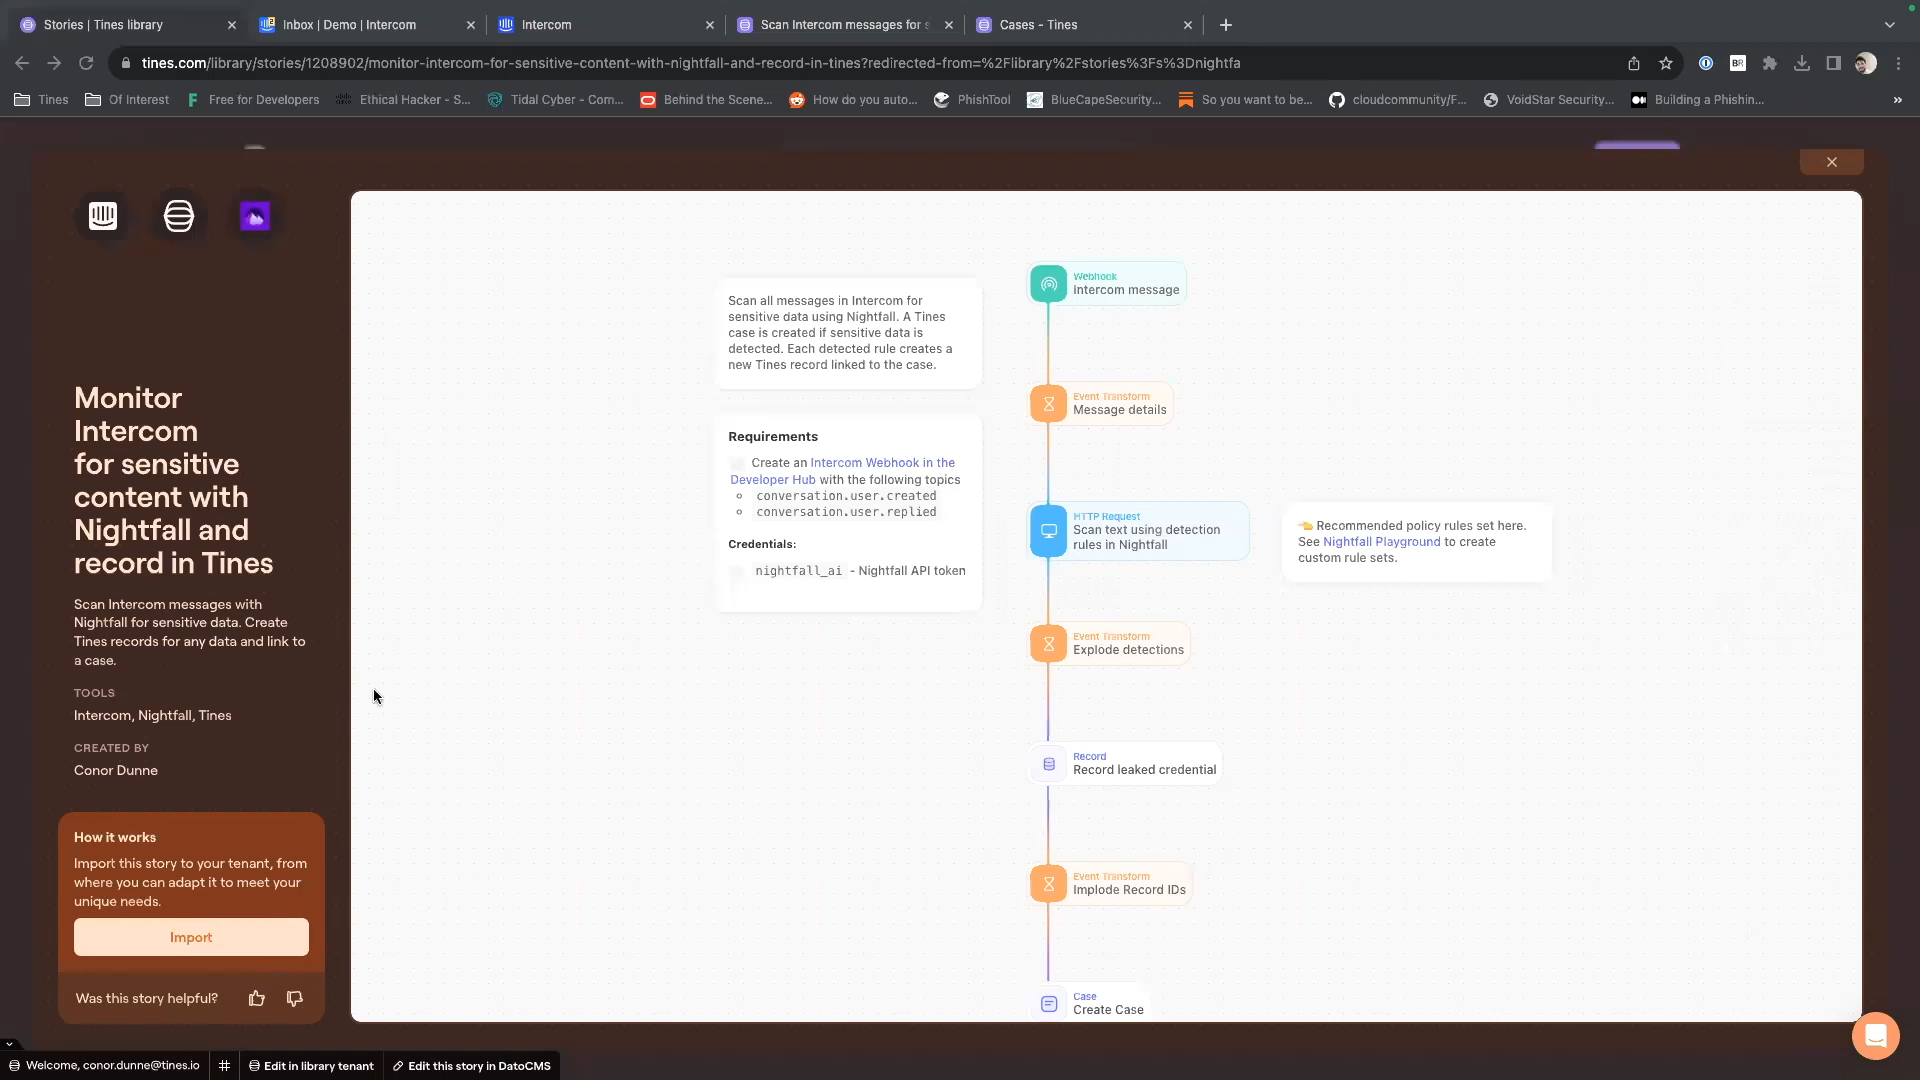 Stories | Tines library
Inbox | Demo | Intercom
Intercom
Scan Intercom messages for s
Cases - Tines
tines.com/library/stories/1208902/monitor-intercom-for-sensitive-content-with-nightfall-and-record-in-tines?redirected-from=%2Flibrary%2Fstories%3Fs%3Dnightfa
BR
Tines
Of Interest
Free for Developers
Ethical Hacker - S...
Tidal Cyber - Com...
Behind the Scene...
How do you auto...
PhishTool
BlueCapeSecurity...
So you want to be...
cloudcommunity/F...
VoidStar Security...
Building a Phishin...
Monitor
Intercom
for sensitive
content with
Nightfall and
record in Tines
Scan Intercom messages with
Nightfall for sensitive data. Create
Tines records for any data and link to
a case.
TOOLS
Intercom, Nightfall, Tines
CREATED BY
Conor Dunne
How it works
Import this story to your tenant, from
where you can adapt it to meet your
unique needs.
Import
Was this story helpful?
Scan all messages in Intercom for
sensitive data using Nightfall. A Tines
case is created if sensitive data is
detected. Each detected rule creates a
new Tines record linked to the case.
Requirements
Create an Intercom Webhook in the
Developer Hub with the following topics
conversation.user.created
conversation.user.replied
Credentials:
nightfall_ai - Nightfall API token
Webhook
intercom message
Event Transform
Message details
HTTP Request
Scan text using detection
rules in Nightfall
👈 Recommended policy rules set here.
See Nightfall Playground to create
custom rule sets.
Event Transform
Explode detections
Record
Record leaked credential
Event Transform
Implode Record IDs
Case
Create Case
Welcome, conor.dunne@tines.io
Edit in library tenant
Edit this story in DatoCMS